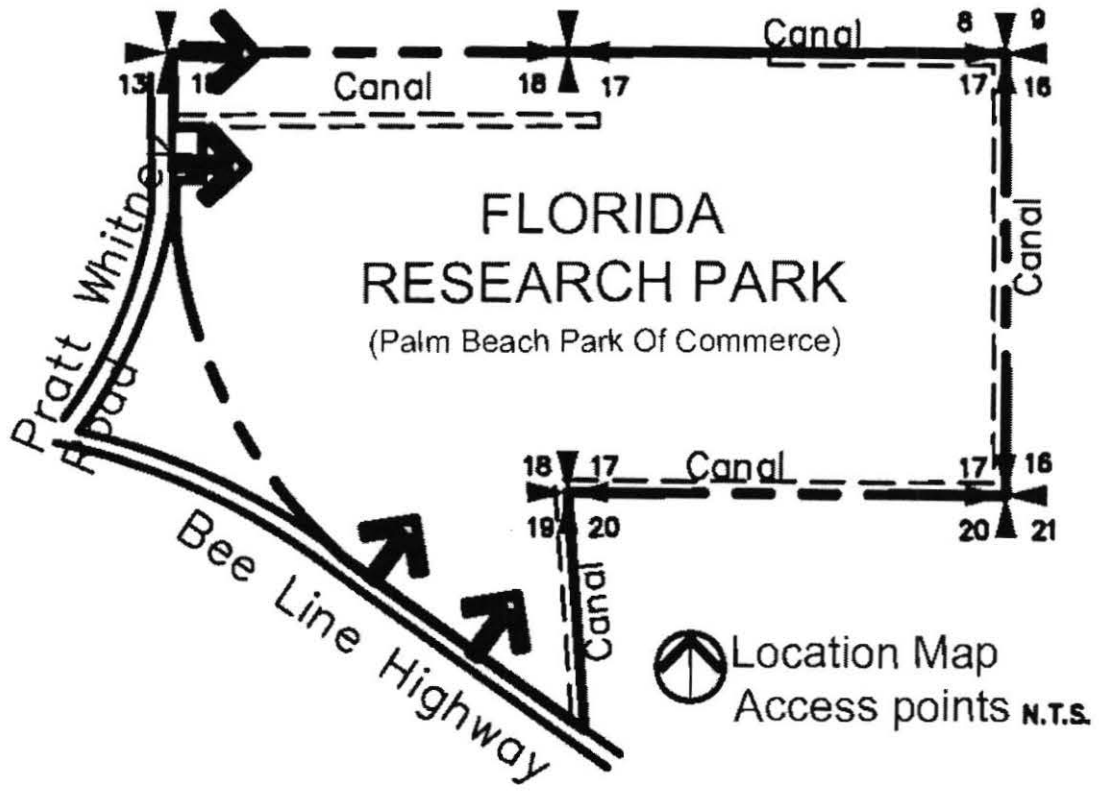 8 9
Canal
13
18 17
17 16
Canal
Pratt Whitney
Road
FLORIDA
RESEARCH PARK
(Palm Beach Park Of Commerce)
Canal
18 17
Canal
17 16
19 20
20 21
Bee Line Highway
Canal
Location Map
Access points N.T.S.